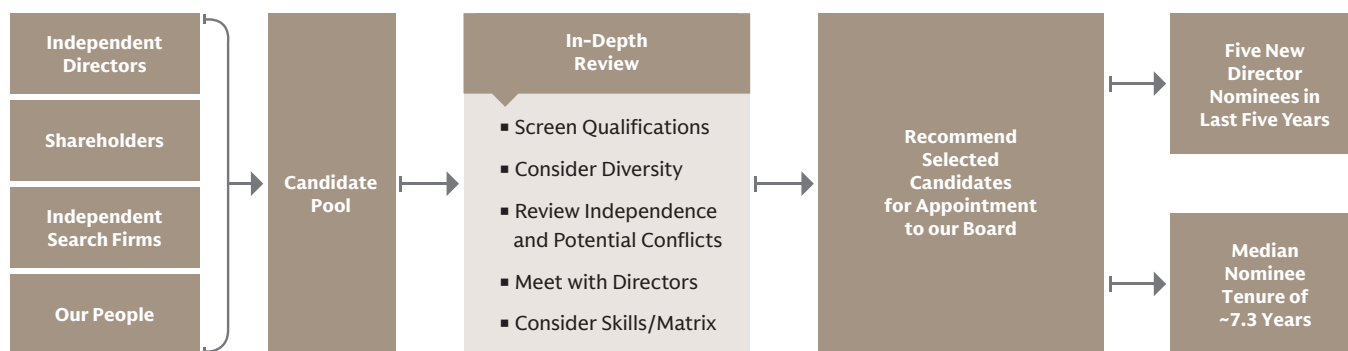 Independent
Directors
Shareholders
Independent
Search Firms
Our People
Candidate
Pool
In-Depth
Review
▪ Screen Qualifications
▪ Consider Diversity
▪ Review Independence
and Potential Conflicts
▪ Meet with Directors
▪ Consider Skills/Matrix
Recommend
Selected
Candidates
for Appointment
to our Board
Five New
Director
Nominees in
Last Five Years
Median
Nominee
Tenure of
~7.3 Years